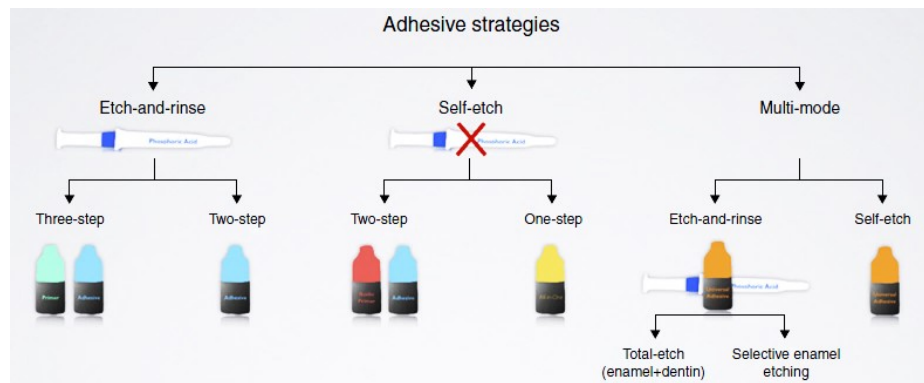 Adhesive strategies
Etch-and-rinse
Self-etch
Multi-mode
Phosphoric Acid
Phosphoric Acid
Three-step
Two-step
Two-step
One-step
Etch-and-rinse
Self-etch
Primer
Adhesive
Adhesive
Acidic
Primer
Adhesive
All-in-One
Universal
Adhesive
Phosphoric Acid
Universal
Adhesive
Total-etch
(enamel+dentin)
Selective enamel
etching